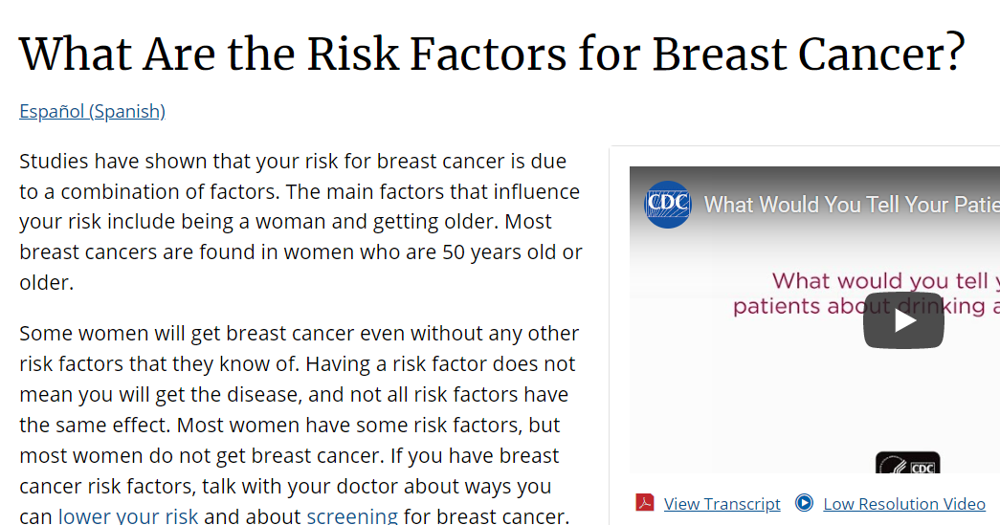 What Are the Risk Factors for Breast Cancer?
Español (Spanish)
Studies have shown that your risk for breast cancer is due
to a combination of factors. The main factors that influence
your risk include being a woman and getting older. Most
breast cancers are found in women who are 50 years old or
older.
Some women will get breast cancer even without any other
risk factors that they know of. Having a risk factor does not
mean you will get the disease, and not all risk factors have
the same effect. Most women have some risk factors, but
most women do not get breast cancer. If you have breast
cancer risk factors, talk with your doctor about ways you
can lower your risk and about screening for breast cancer.
CDC What Would You Tell Your
What would you tell
patients about drinking
CDC
View Transcript Low Resolution Video